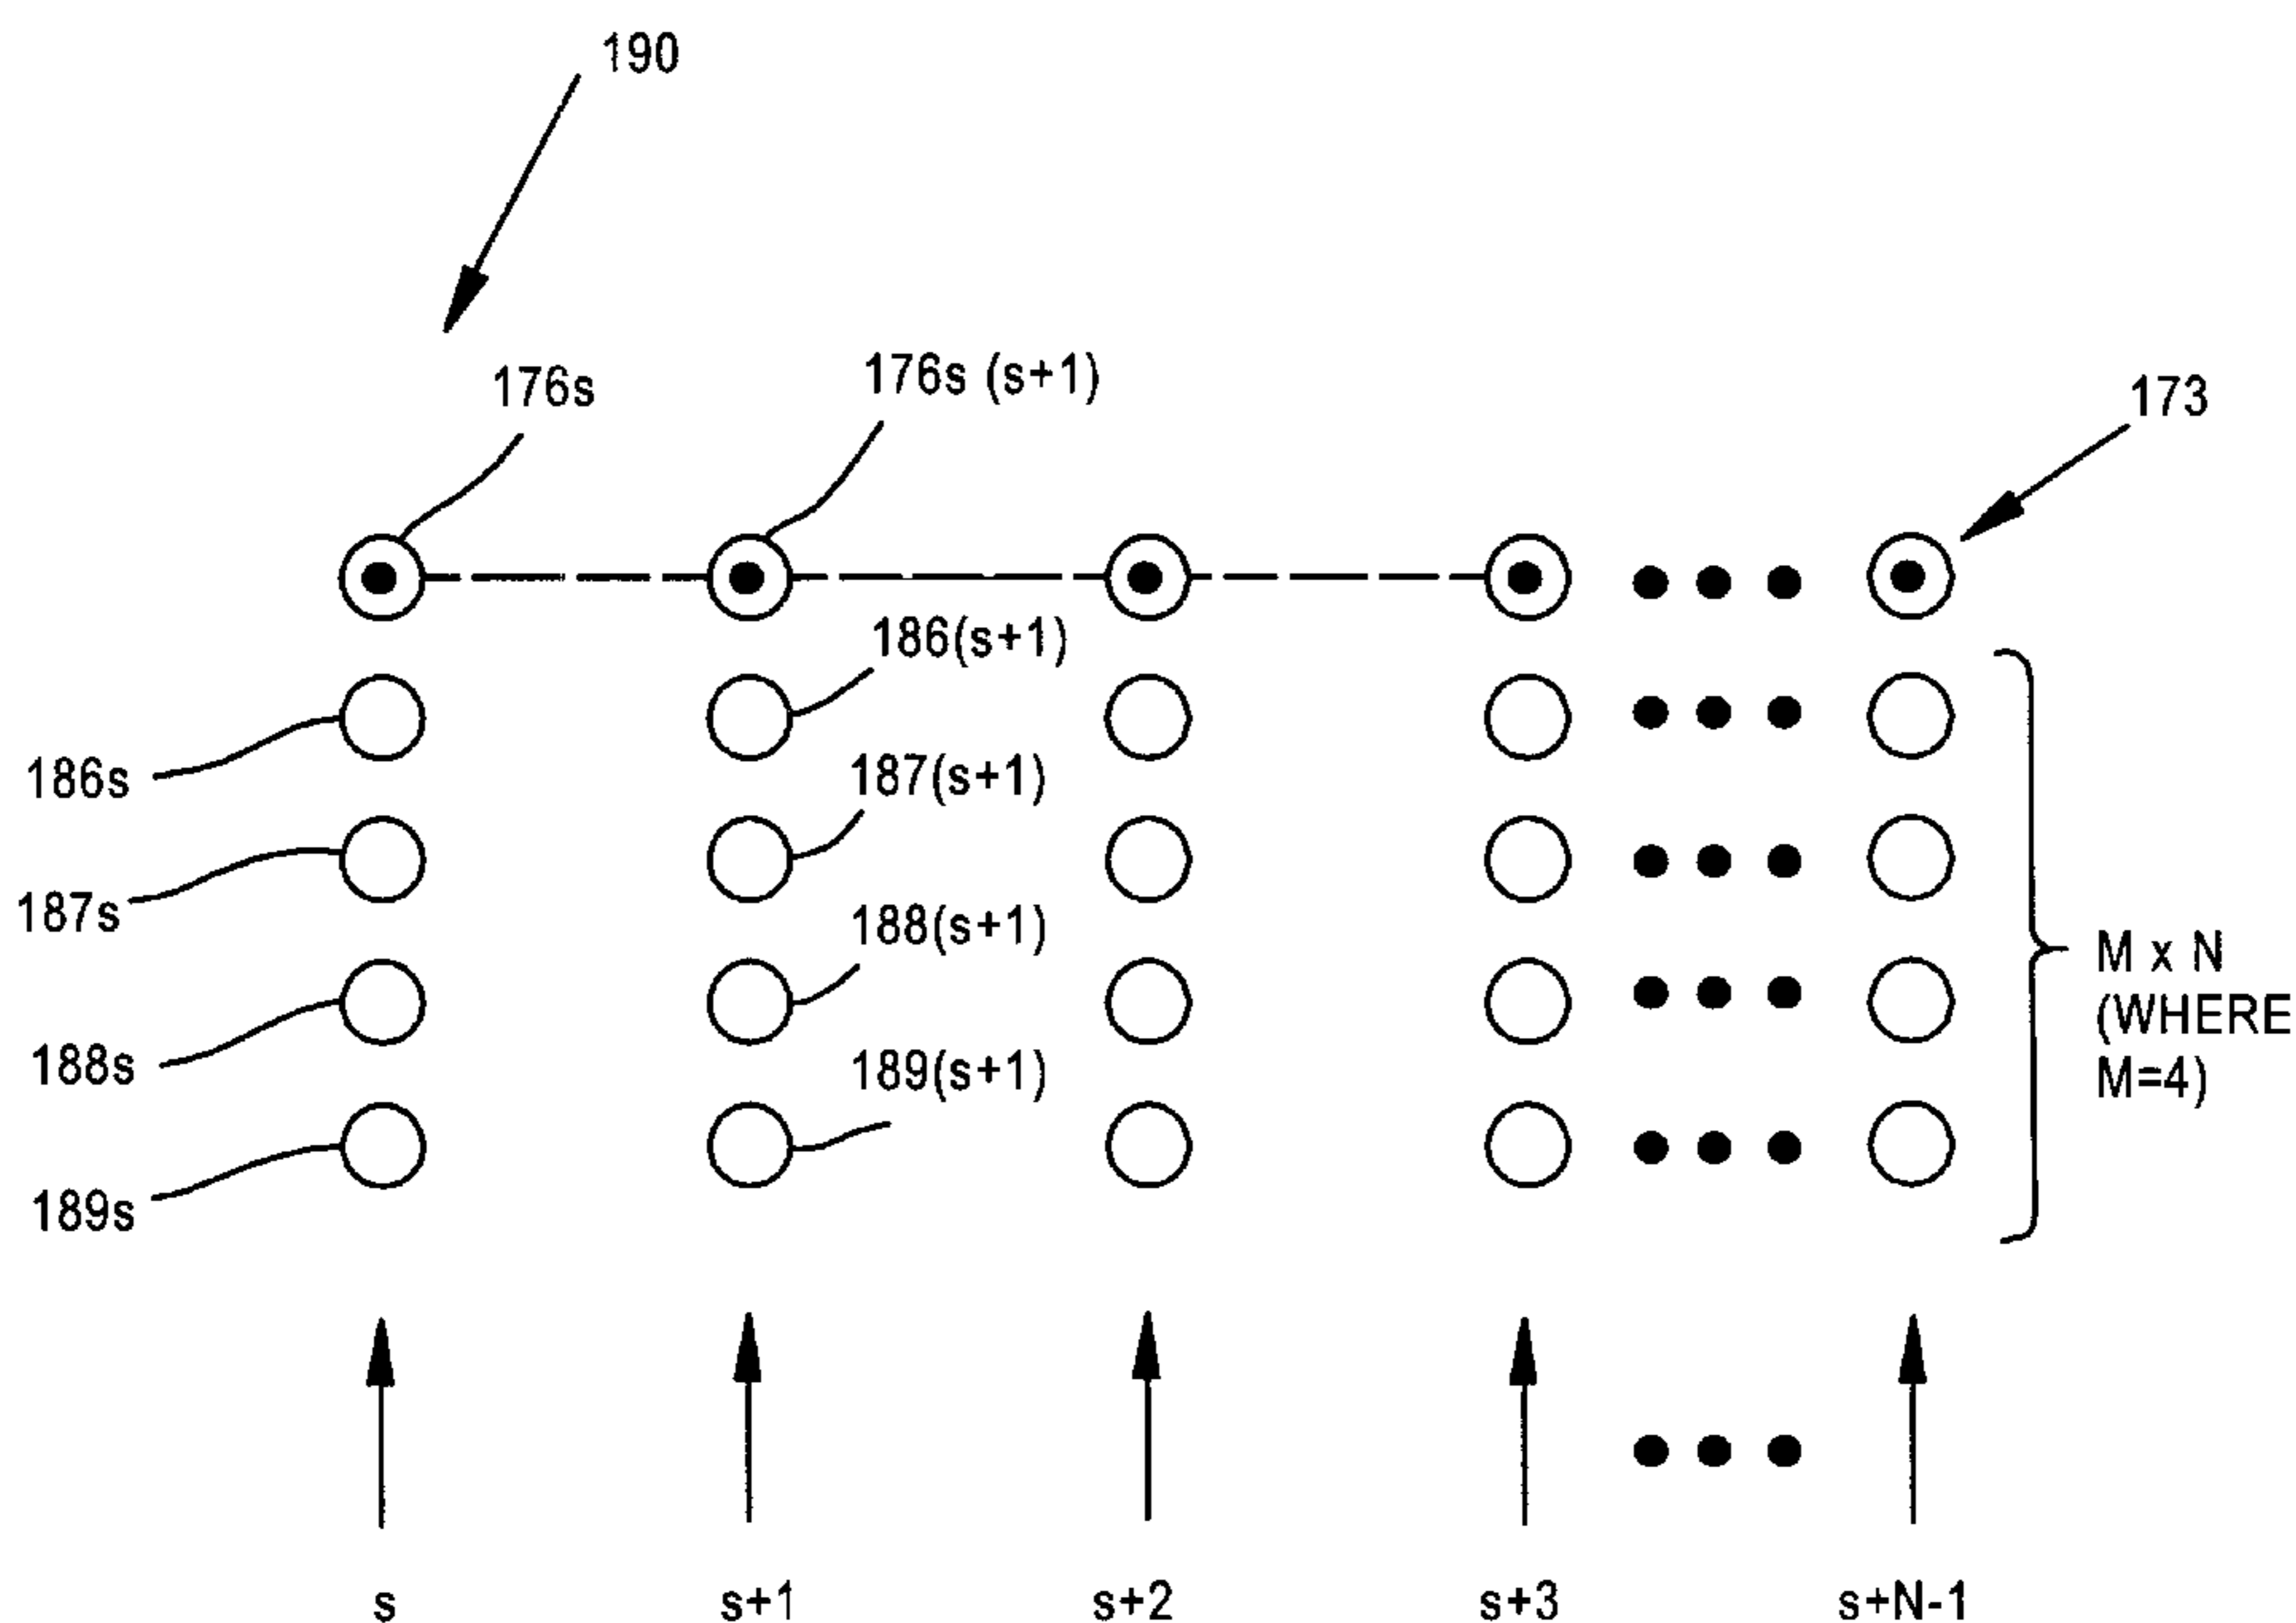 190
176s
176s (s+1)
173
186(s+1)
186s
187(s+1)
187s
188(s+1)
M x N
(WHERE
M=4)
188s
189(s+1)
189s
s
s+1
s+2
s+3
s+N-1